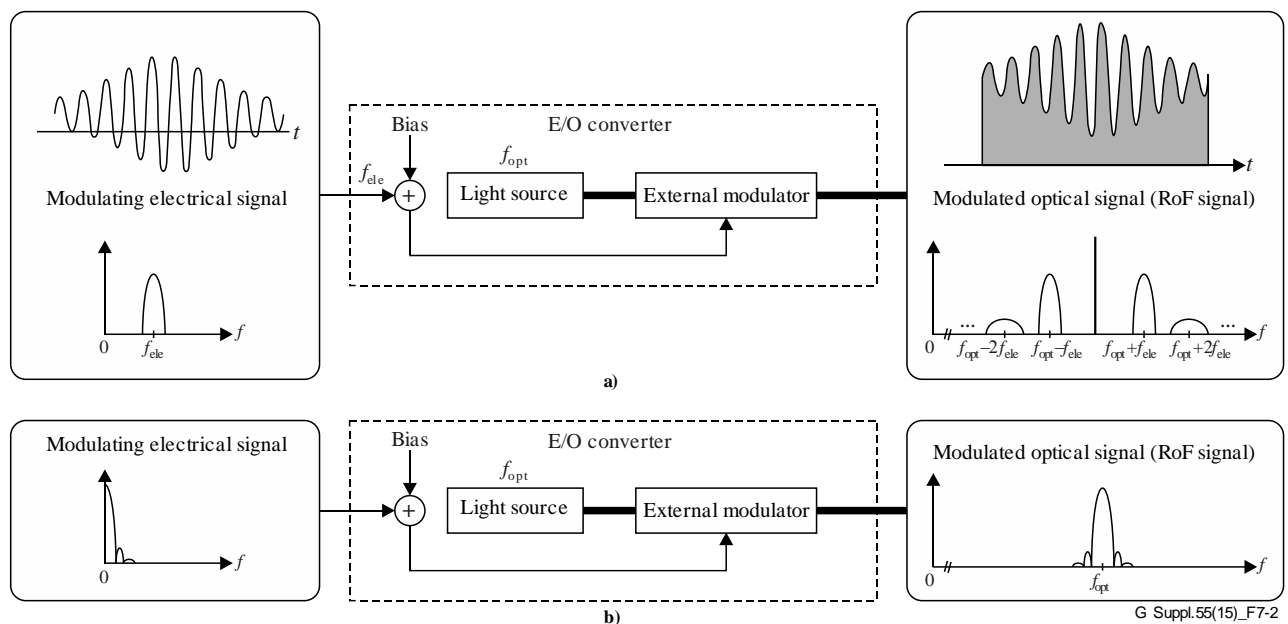 t
Modulating electrical signal
0
f_ele
f
Bias
E/O converter
f_ele
f_opt
+
Light source
External modulator
t
Modulated optical signal (RoF signal)
0
...
f_opt–2f_ele
f_opt–f_ele
f_opt+f_ele
f_opt+2f_ele
...
f
a)
Modulating electrical signal
0
f
Bias
E/O converter
f_opt
+
Light source
External modulator
Modulated optical signal (RoF signal)
0
f_opt
f
b)
G Suppl.55(15)_F7-2